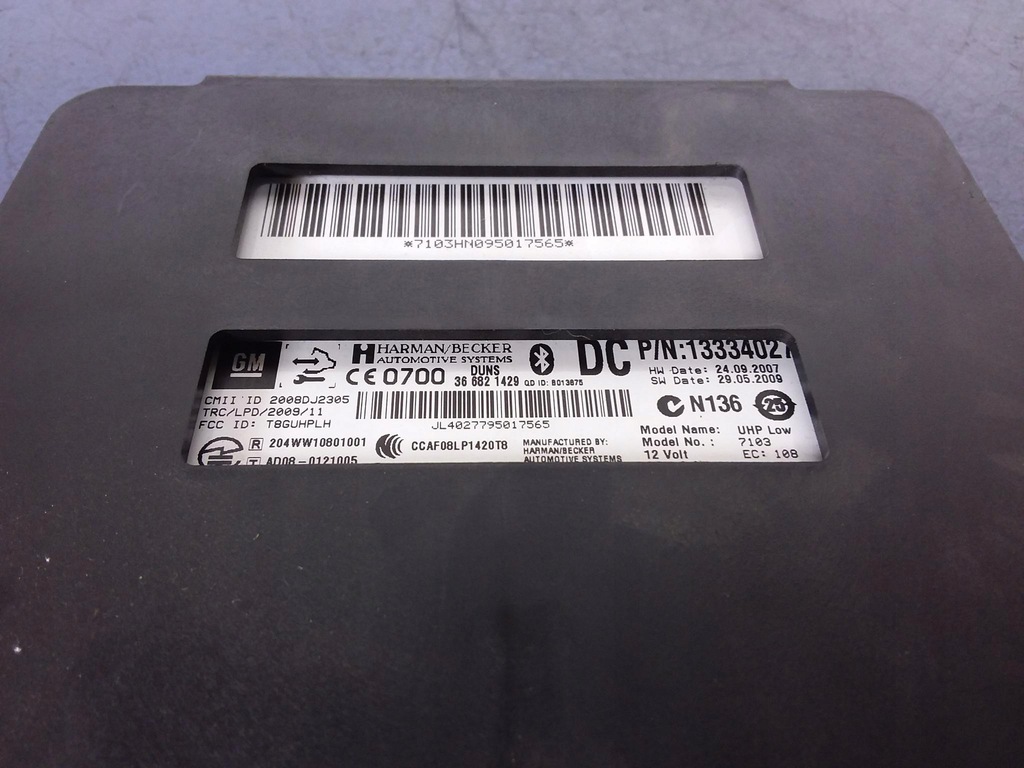 *7103HN095017565*
GM
HARMAN/BECKER
AUTOMOTIVE SYSTEMS
CE 0700
DUNS
36 682 1429
QD ID: B013875
DC P/N:13334027
HW Date: 24.09.2007
SW Date: 29.05.2009
CMII ID 2008DJ2305
TRC/LPD/2009/11
FCC ID: T8GUHPLH
JL4027795017565
N136
25
R 204WW10801001
T AD08-0121005
CCAF08LP1420T8
MANUFACTURED BY:
HARMAN/BECKER
AUTOMOTIVE SYSTEMS
Model Name: UHP Low
Model No.: 7103
12 Volt EC: 108